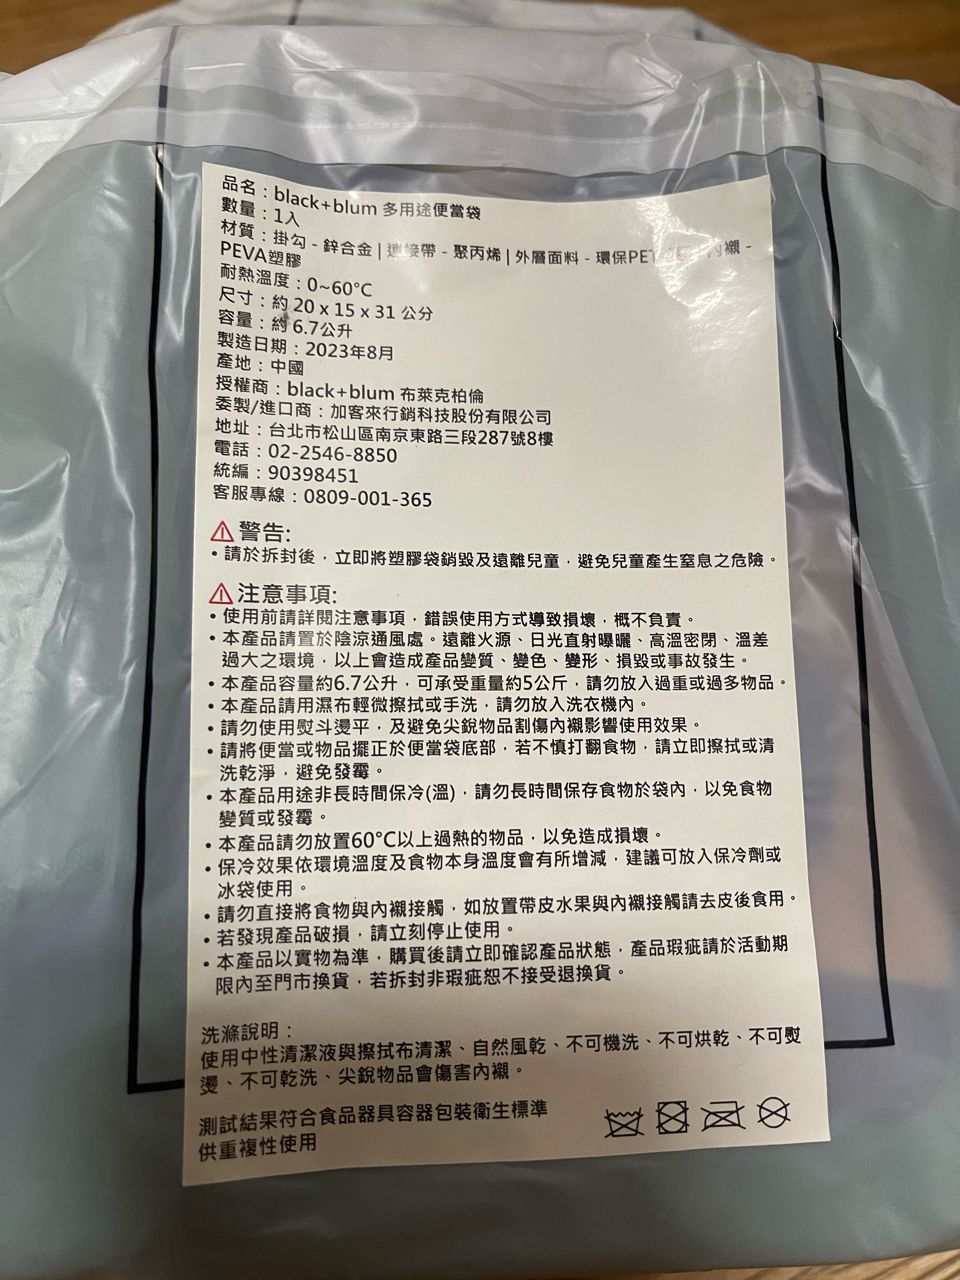 品名：black+blum 多用途便當袋
數量：1入
材質：掛勾 - 鋅合金 | 連接帶 - 聚丙烯 | 外層面料 - 環保PET 內襯 -
PEVA塑膠
耐熱溫度：0~60°C
尺寸：約 20 x 15 x 31 公分
容量：約 6.7公升
製造日期：2023年8月
產地：中國
授權商：black+blum 布萊克柏倫
委製/進口商：加客來行銷科技股份有限公司
地址：台北市松山區南京東路三段287號8樓
電話：02-2546-8850
統編：90398451
客服專線：0809-001-365
警告:
• 請於拆封後，立即將塑膠袋銷毀及遠離兒童，避免兒童產生窒息之危險。
注意事項:
• 使用前請詳閱注意事項，錯誤使用方式導致損壞，概不負責。
• 本產品請置於陰涼通風處。遠離火源、日光直射曝曬、高溫密閉、溫差
過大之環境，以上會造成產品變質、變色、變形、損毀或事故發生。
• 本產品容量約6.7公升，可承受重量約5公斤，請勿放入過重或過多物品。
• 本產品請用濕布輕微擦拭或手洗，請勿放入洗衣機內。
• 請勿使用熨斗燙平，及避免尖銳物品割傷內襯影響使用效果。
• 請將便當或物品擺正於便當袋底部，若不慎打翻食物，請立即擦拭或清
洗乾淨，避免發霉。
• 本產品用途非長時間保冷(溫)，請勿長時間保存食物於袋內，以免食物
變質或發霉。
• 本產品請勿放置60°C以上過熱的物品，以免造成損壞。
• 保冷效果依環境溫度及食物本身溫度會有所增減，建議可放入保冷劑或
冰袋使用。
• 請勿直接將食物與內襯接觸，如放置帶皮水果與內襯接觸請去皮後食用。
• 若發現產品破損，請立刻停止使用。
• 本產品以實物為準，購買後請立即確認產品狀態，產品瑕疵請於活動期
限內至門市換貨，若拆封非瑕疵恕不接受退換貨。
洗滌說明：
使用中性清潔液與擦拭布清潔、自然風乾、不可機洗、不可烘乾、不可熨
燙、不可乾洗、尖銳物品會傷害內襯。
測試結果符合食品器具容器包裝衛生標準
供重複性使用